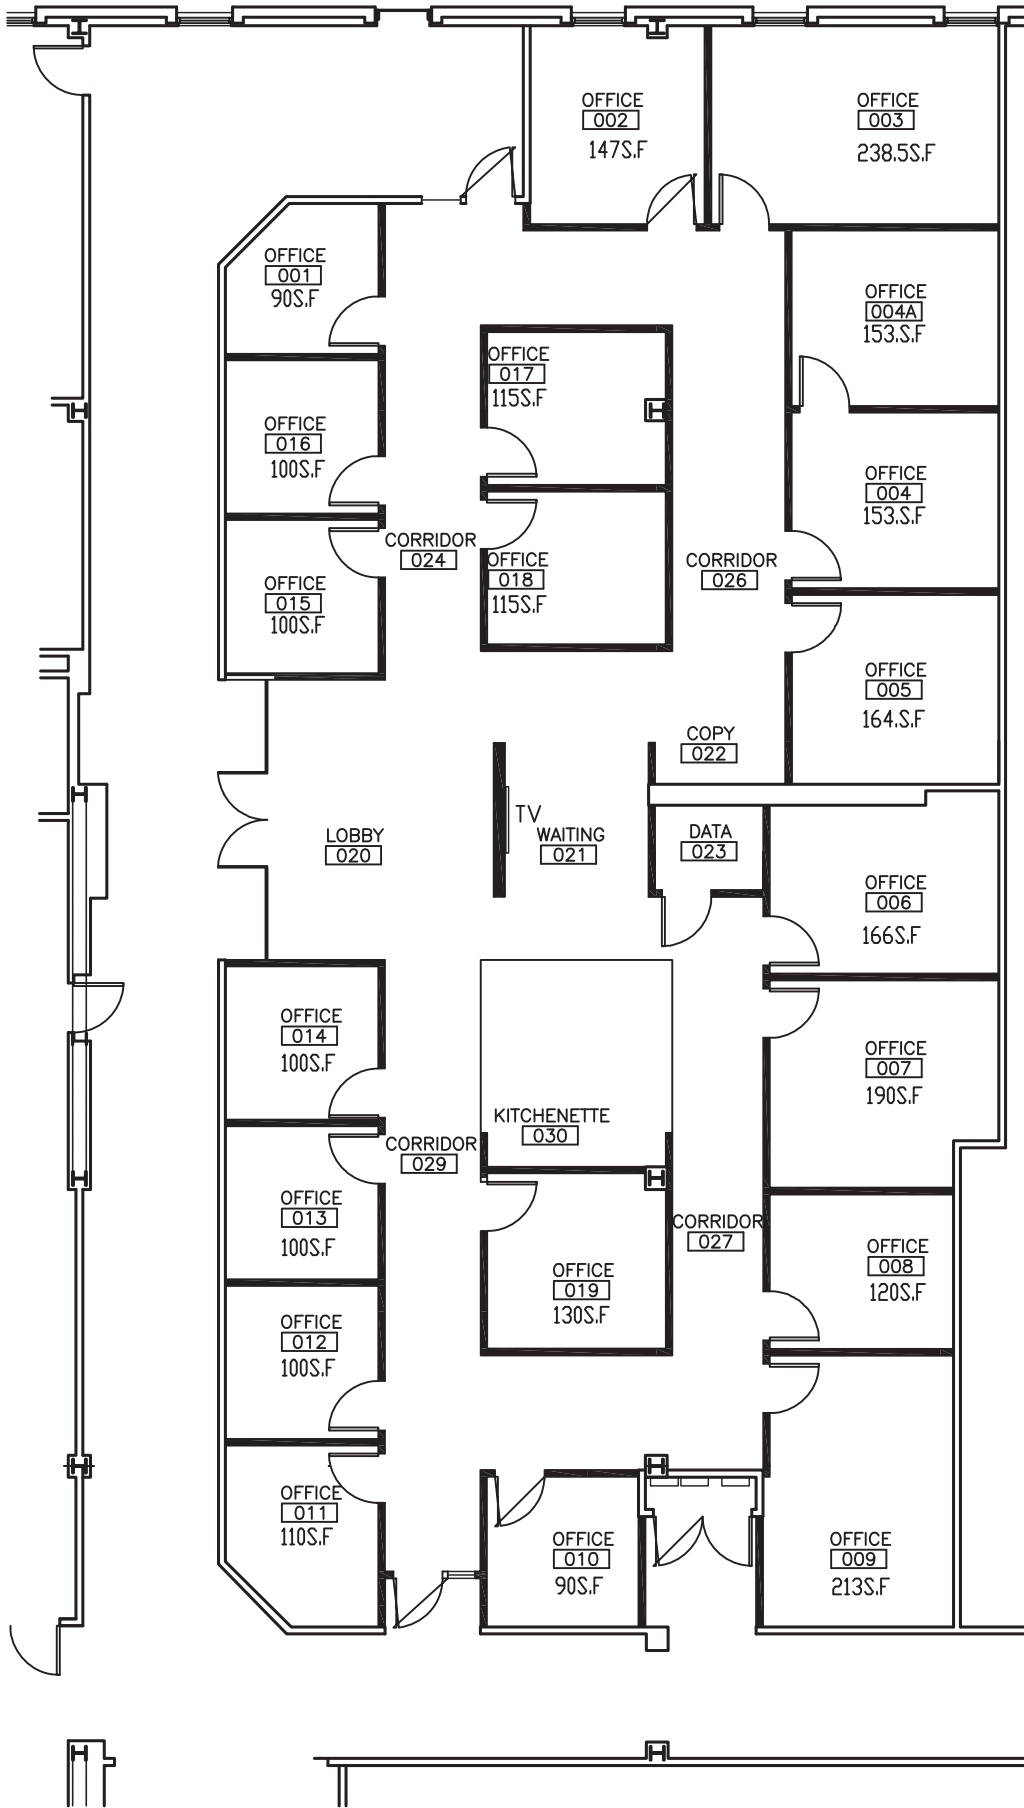 OFFICE
002
147S.F
OFFICE
003
238.5S.F
OFFICE
001
90S.F
OFFICE
004A
153.S.F
OFFICE
017
115S.F
OFFICE
016
100S.F
OFFICE
004
153.S.F
CORRIDOR
024
OFFICE
018
115S.F
CORRIDOR
026
OFFICE
015
100S.F
OFFICE
005
164.S.F
COPY
022
TV
LOBBY
020
WAITING
021
DATA
023
OFFICE
006
166S.F
OFFICE
014
100S.F
OFFICE
007
190S.F
KITCHENETTE
030
CORRIDOR
029
OFFICE
013
100S.F
CORRIDOR
027
OFFICE
008
120S.F
OFFICE
019
130S.F
OFFICE
012
100S.F
OFFICE
011
110S.F
OFFICE
010
90S.F
OFFICE
009
213S.F